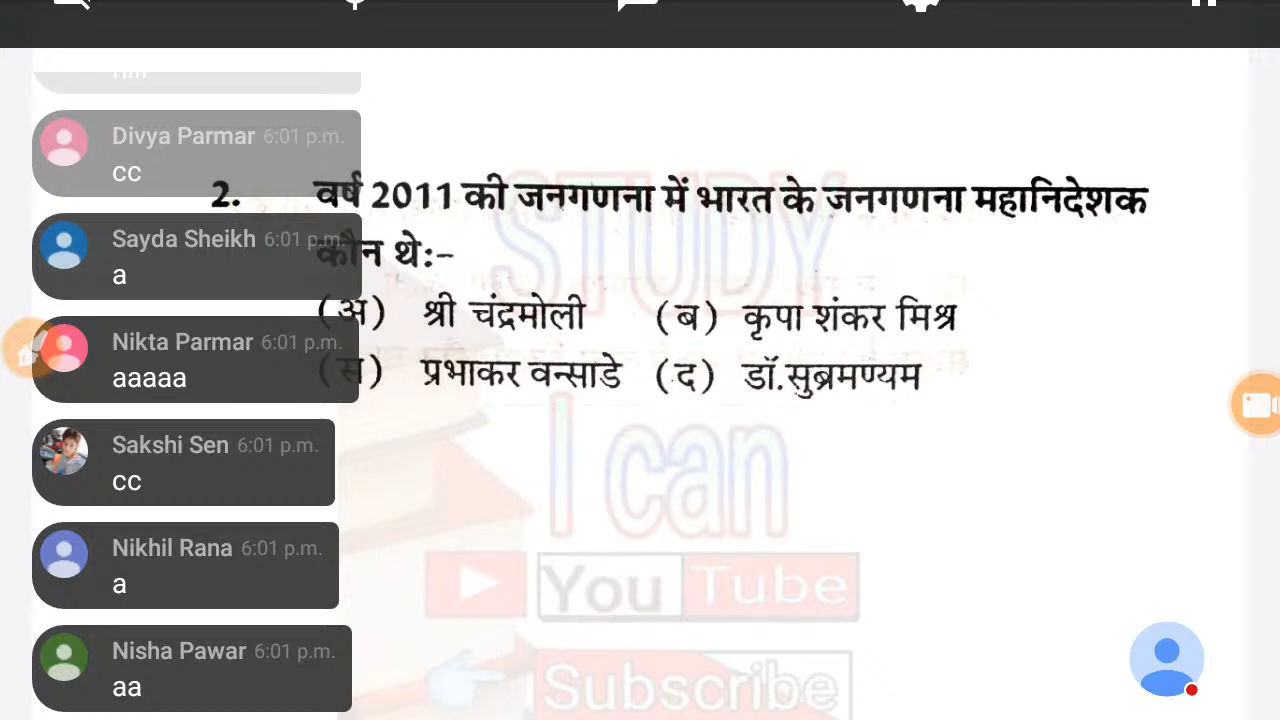 Divya Parmar 6:01 p.m.
cc
Sayda Sheikh 6:01 p.m.
a
Nikta Parmar 6:01 p.m.
aaaaa
Sakshi Sen 6:01 p.m.
cc
Nikhil Rana 6:01 p.m.
a
Nisha Pawar 6:01 p.m.
aa
2. वर्ष 2011 की जनगणना में भारत के जनगणना महानिदेशक
कौन थे:-
(अ) श्री चंद्रमोली (ब) कृपा शंकर मिश्र
(स) प्रभाकर वन्साडे (द) डॉ.सुब्रमण्यम
STUDY
I can
You Tube
Subscribe